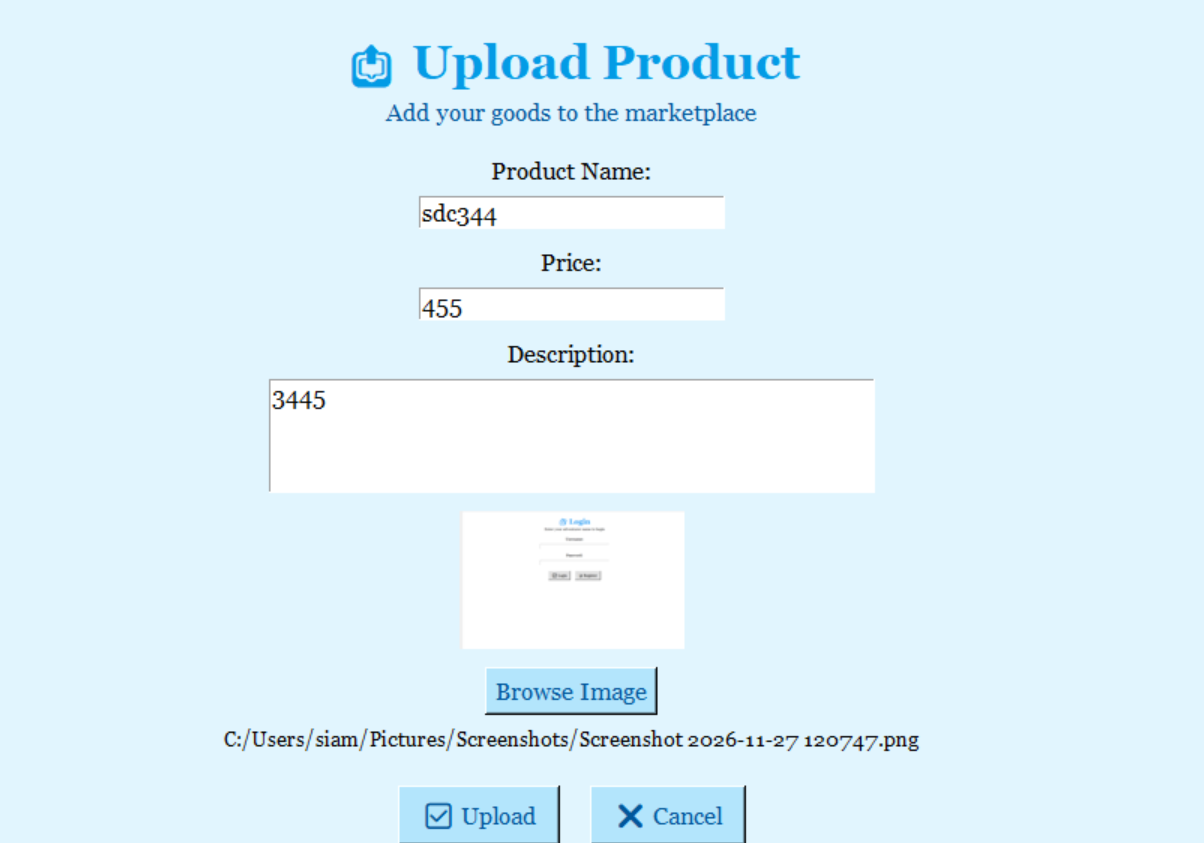 Upload Product
Add your goods to the marketplace
Product Name:
sdc344
Price:
455
Description:
3445
Login
Browse Image
C:/Users/siam/Pictures/Screenshots/Screenshot 2026-11-27 120747.png
Upload
Cancel